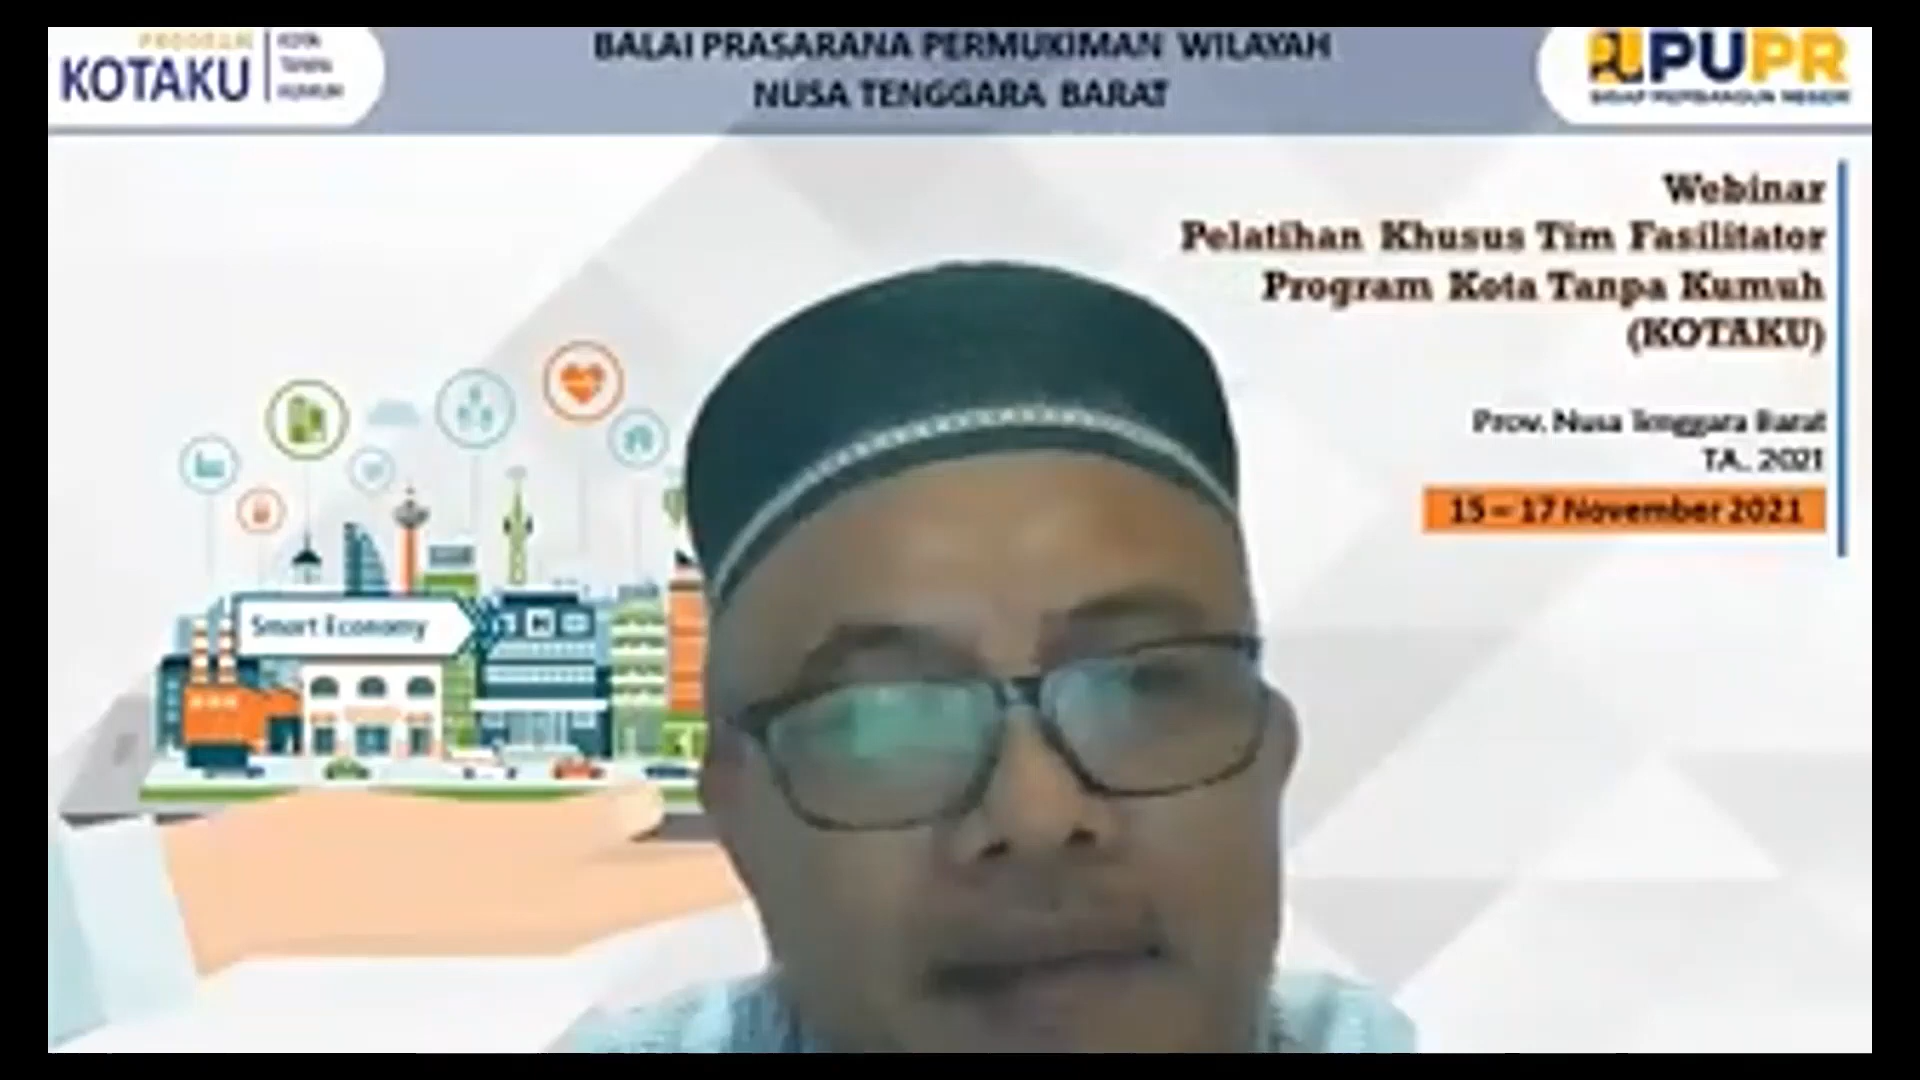 KOTAKU
BALAI PRASARANA PERMUKIMAN WILAYAH
NUSA TENGGARA BARAT
PUPR
Webinar
Pelatihan Khusus Tim Fasilitator
Program Kota Tanpa Kumuh
(KOTAKU)
Prov. Nusa Tenggara Barat
TA. 2021
15 – 17 November 2021
Smart Economy